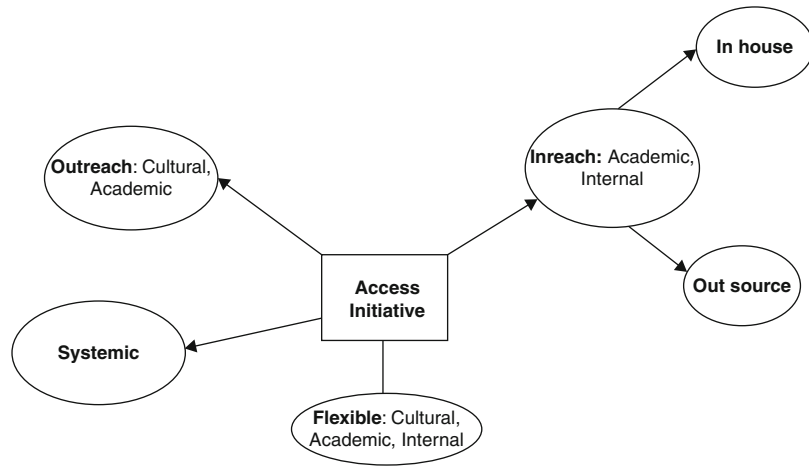 In house
Outreach: Cultural,
Academic
Inreach: Academic,
Internal
Access
Initiative
Out source
Systemic
Flexible: Cultural,
Academic, Internal